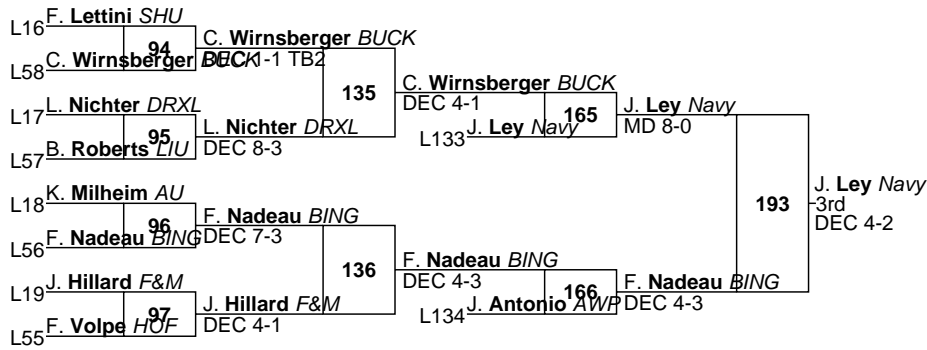 L16 F. Lettini SHU
94
L58 C. Wirnsberger BUCK
C. Wirnsberger BUCK
DEC 1-1 TB2
L17 L. Nichter DRXL
95
L57 B. Roberts LIU
L. Nichter DRXL
DEC 8-3
135
C. Wirnsberger BUCK
DEC 4-1
L133 J. Ley Navy
165
J. Ley Navy
MD 8-0
L18 K. Milheim AU
96
L56 F. Nadeau BING
F. Nadeau BING
DEC 7-3
L19 J. Hillard F&M
97
L55 F. Volpe HOF
J. Hillard F&M
DEC 4-1
136
F. Nadeau BING
DEC 4-3
L134 J. Antonio AWP
166
F. Nadeau BING
DEC 4-3
193
J. Ley Navy
3rd
DEC 4-2